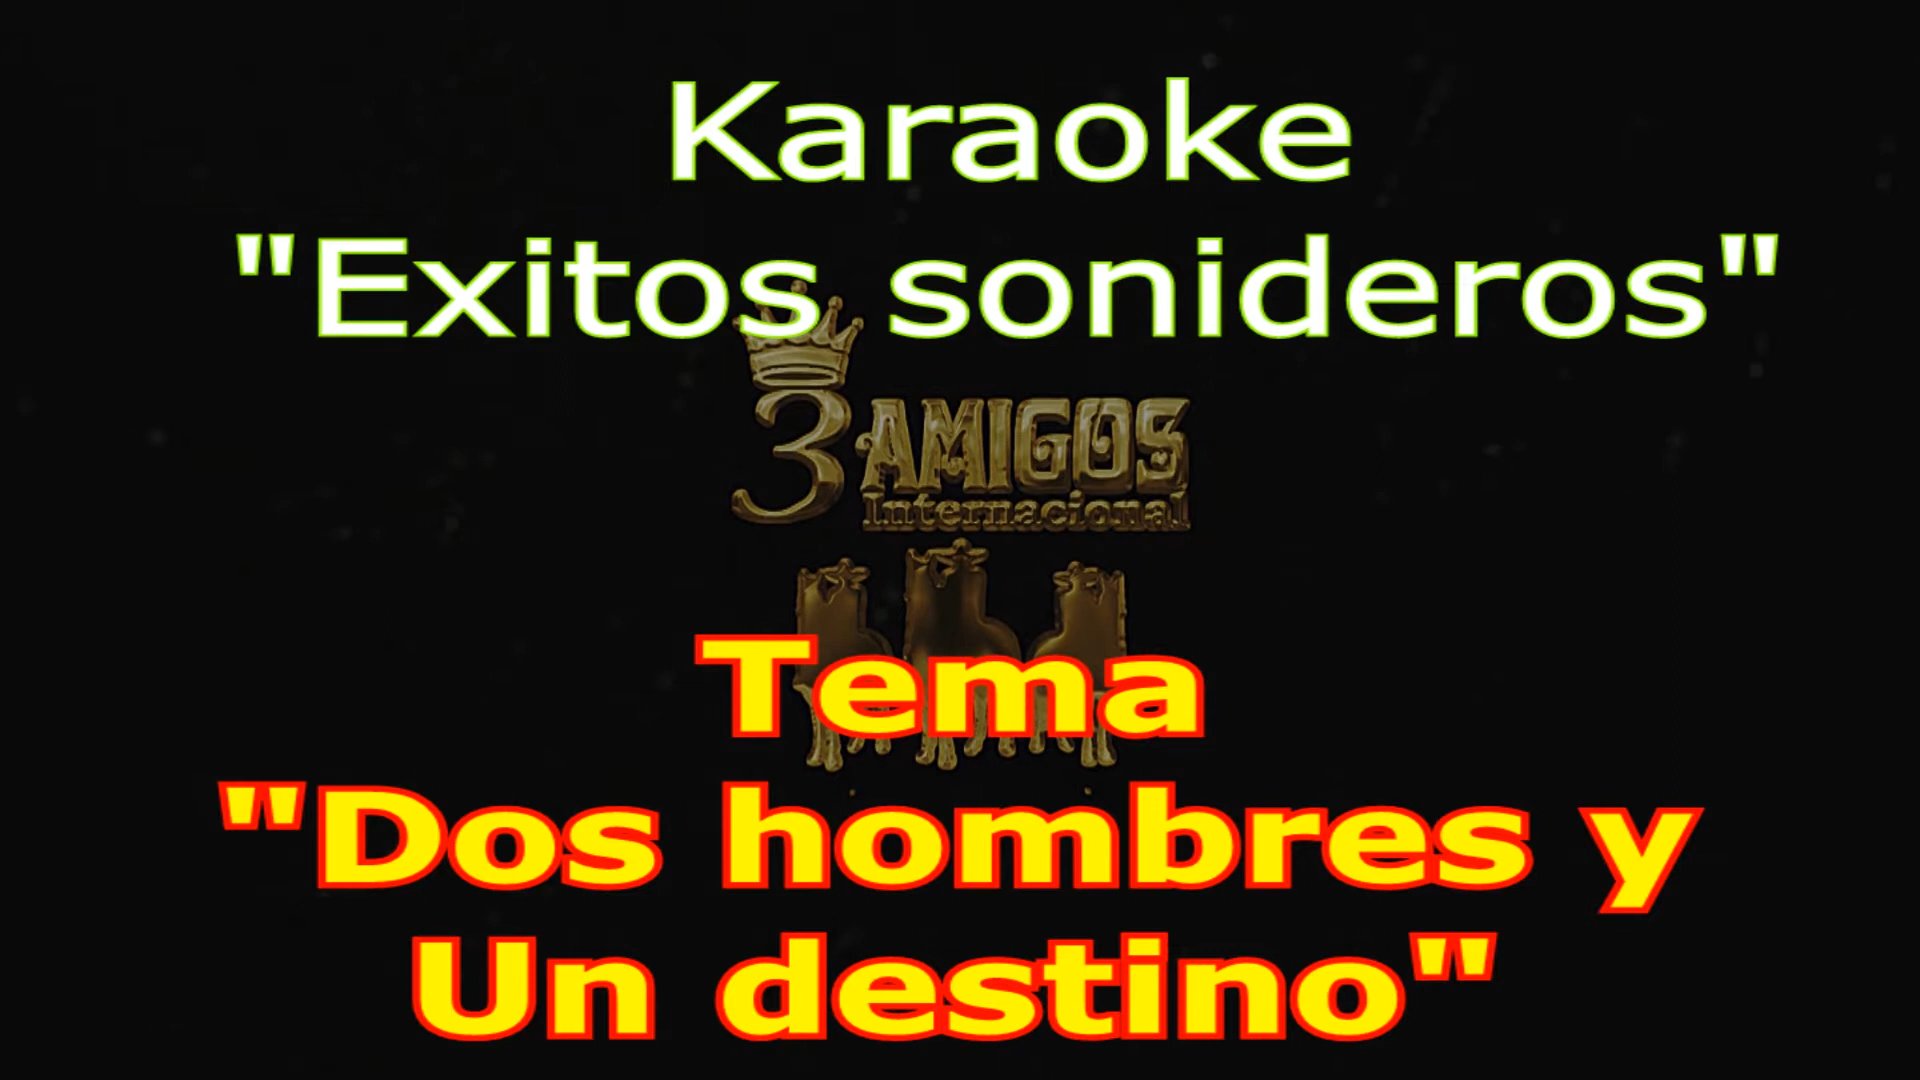 Karaoke
"Exitos sonideros"
3 AMIGOS
Internacional
Tema
"Dos hombres y
Un destino"